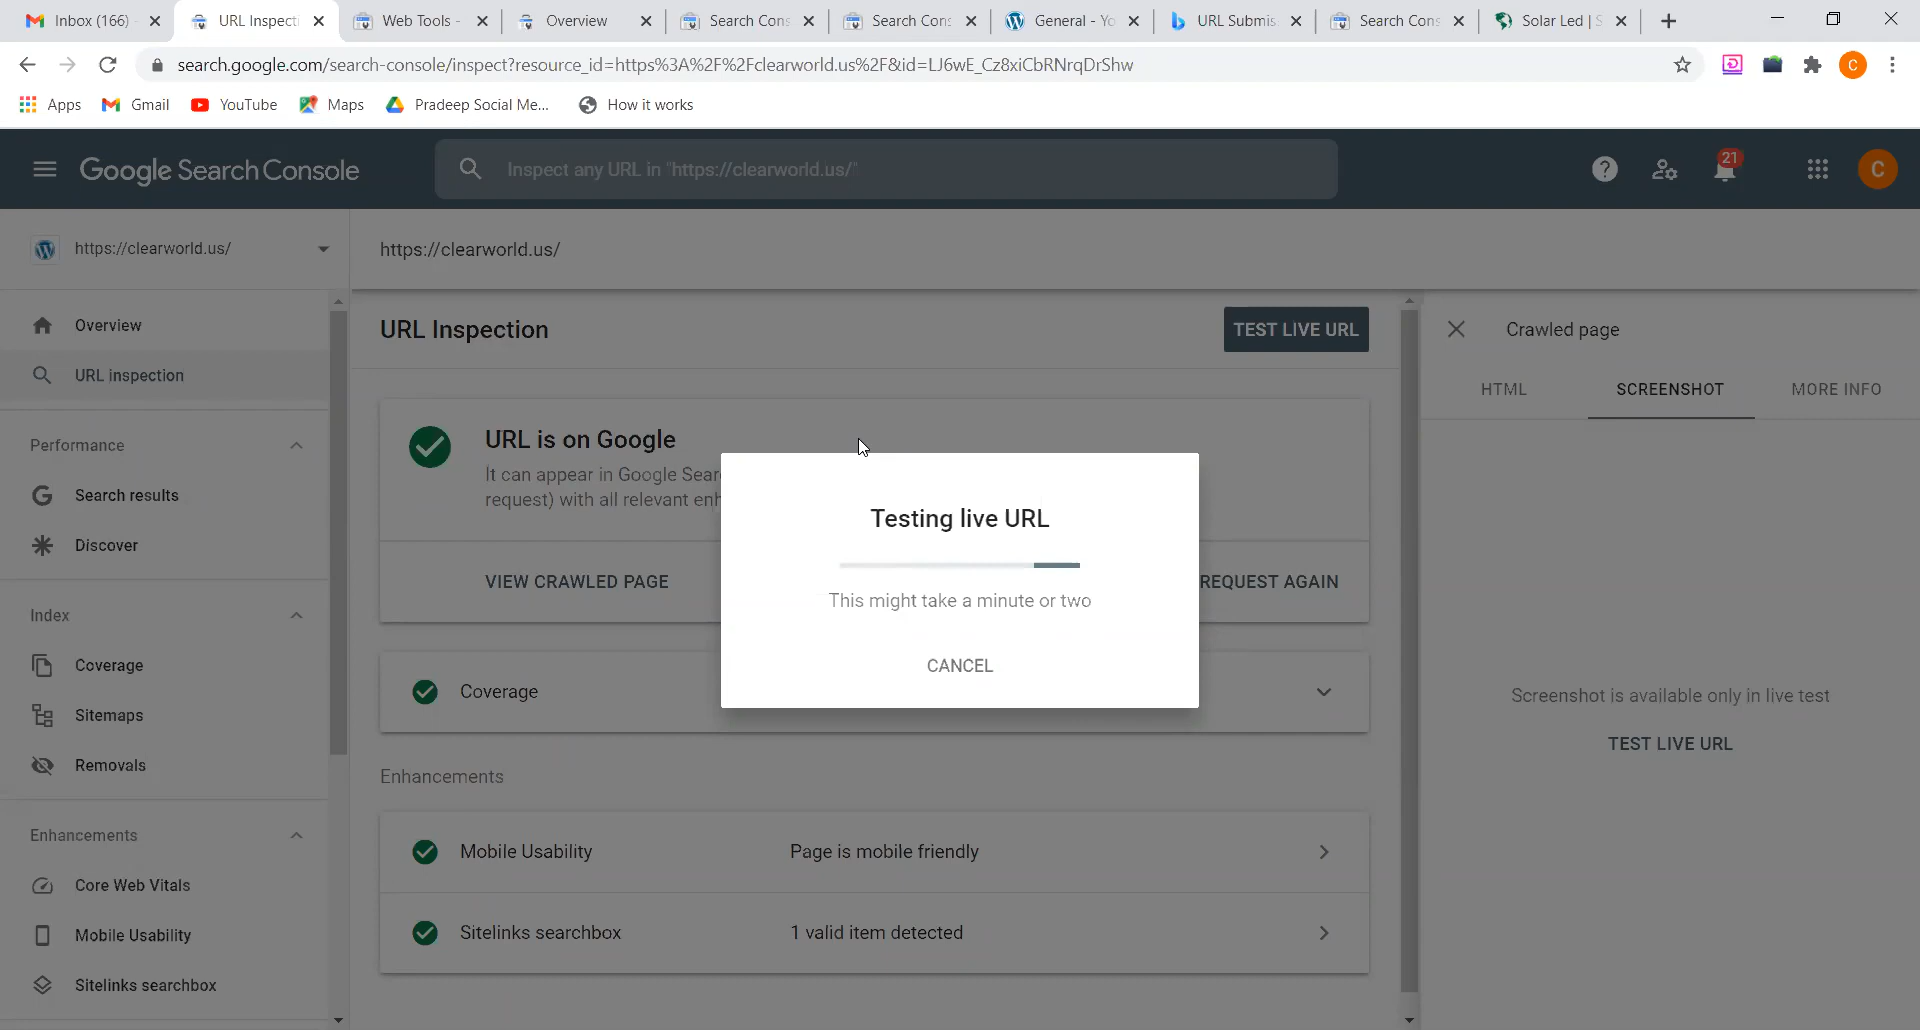 Inbox (166)
URL Inspecti
Web Tools -
Overview
Search Cons
Search Cons
General - Yo
URL Submis
Search Cons
Solar Led | S
search.google.com/search-console/inspect?resource_id=https%3A%2F%2Fclearworld.us%2F&id=LJ6wE_Cz8xiCbRNrqDrShw
C
Apps
Gmail
YouTube
Maps
Pradeep Social Me...
How it works
Google Search Console
Inspect any URL in "https://clearworld.us/"
21
C
https://clearworld.us/
https://clearworld.us/
Overview
URL inspection
Performance
Search results
Discover
Index
Coverage
Sitemaps
Removals
Enhancements
Core Web Vitals
Mobile Usability
Sitelinks searchbox
URL Inspection
TEST LIVE URL
URL is on Google
It can appear in Google Sear
request) with all relevant enh
VIEW CRAWLED PAGE
REQUEST AGAIN
Coverage
Enhancements
Mobile Usability
Page is mobile friendly
Sitelinks searchbox
1 valid item detected
Testing live URL
This might take a minute or two
CANCEL
Crawled page
HTML
SCREENSHOT
MORE INFO
Screenshot is available only in live test
TEST LIVE URL